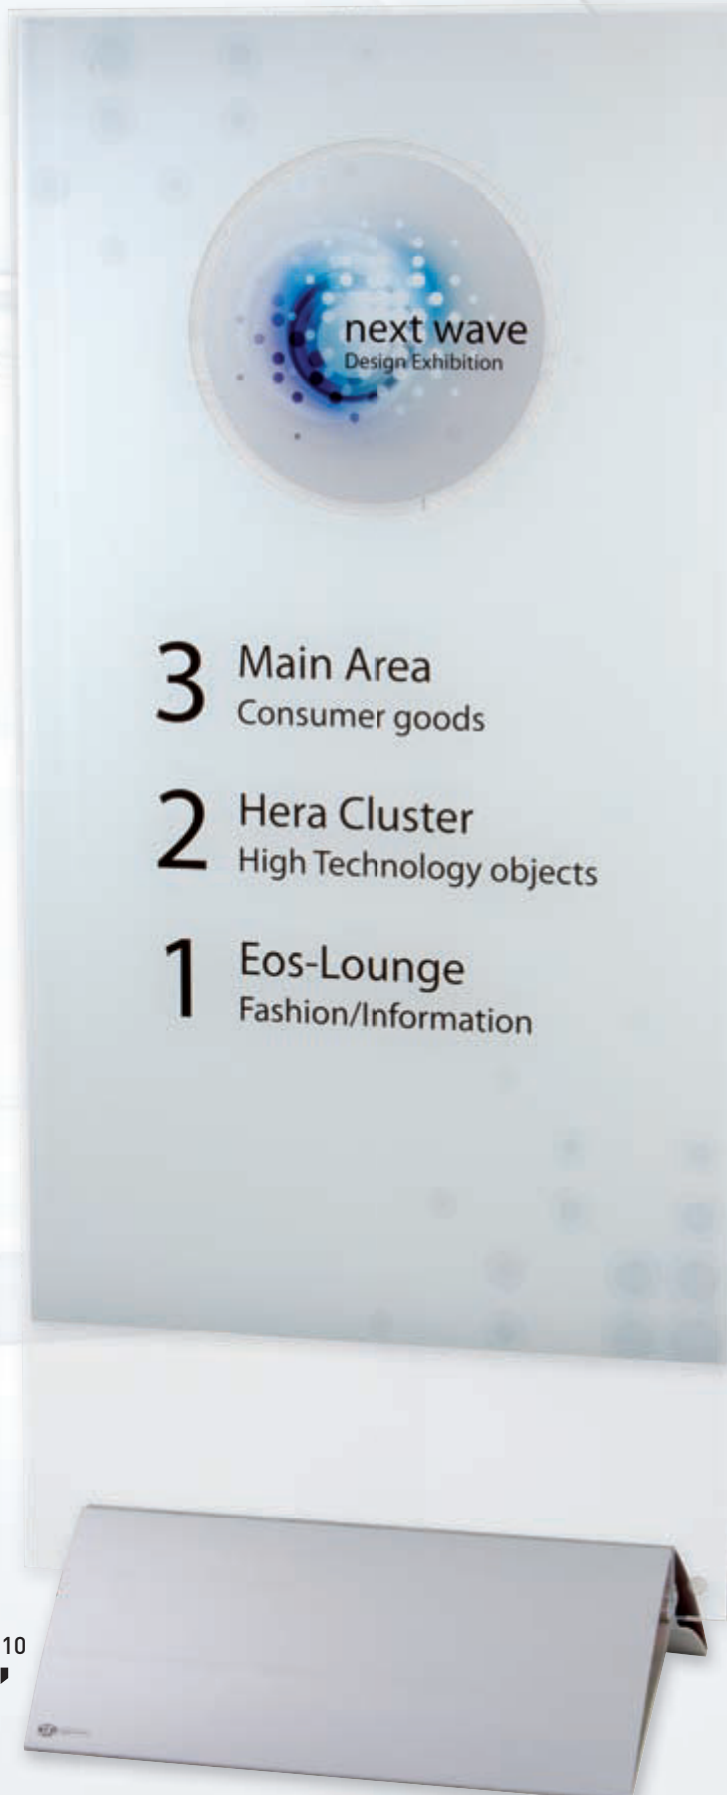 next wave
Design Exhibition
3 Main Area
Consumer goods
2 Hera Cluster
High Technology objects
1 Eos-Lounge
Fashion/Information
10